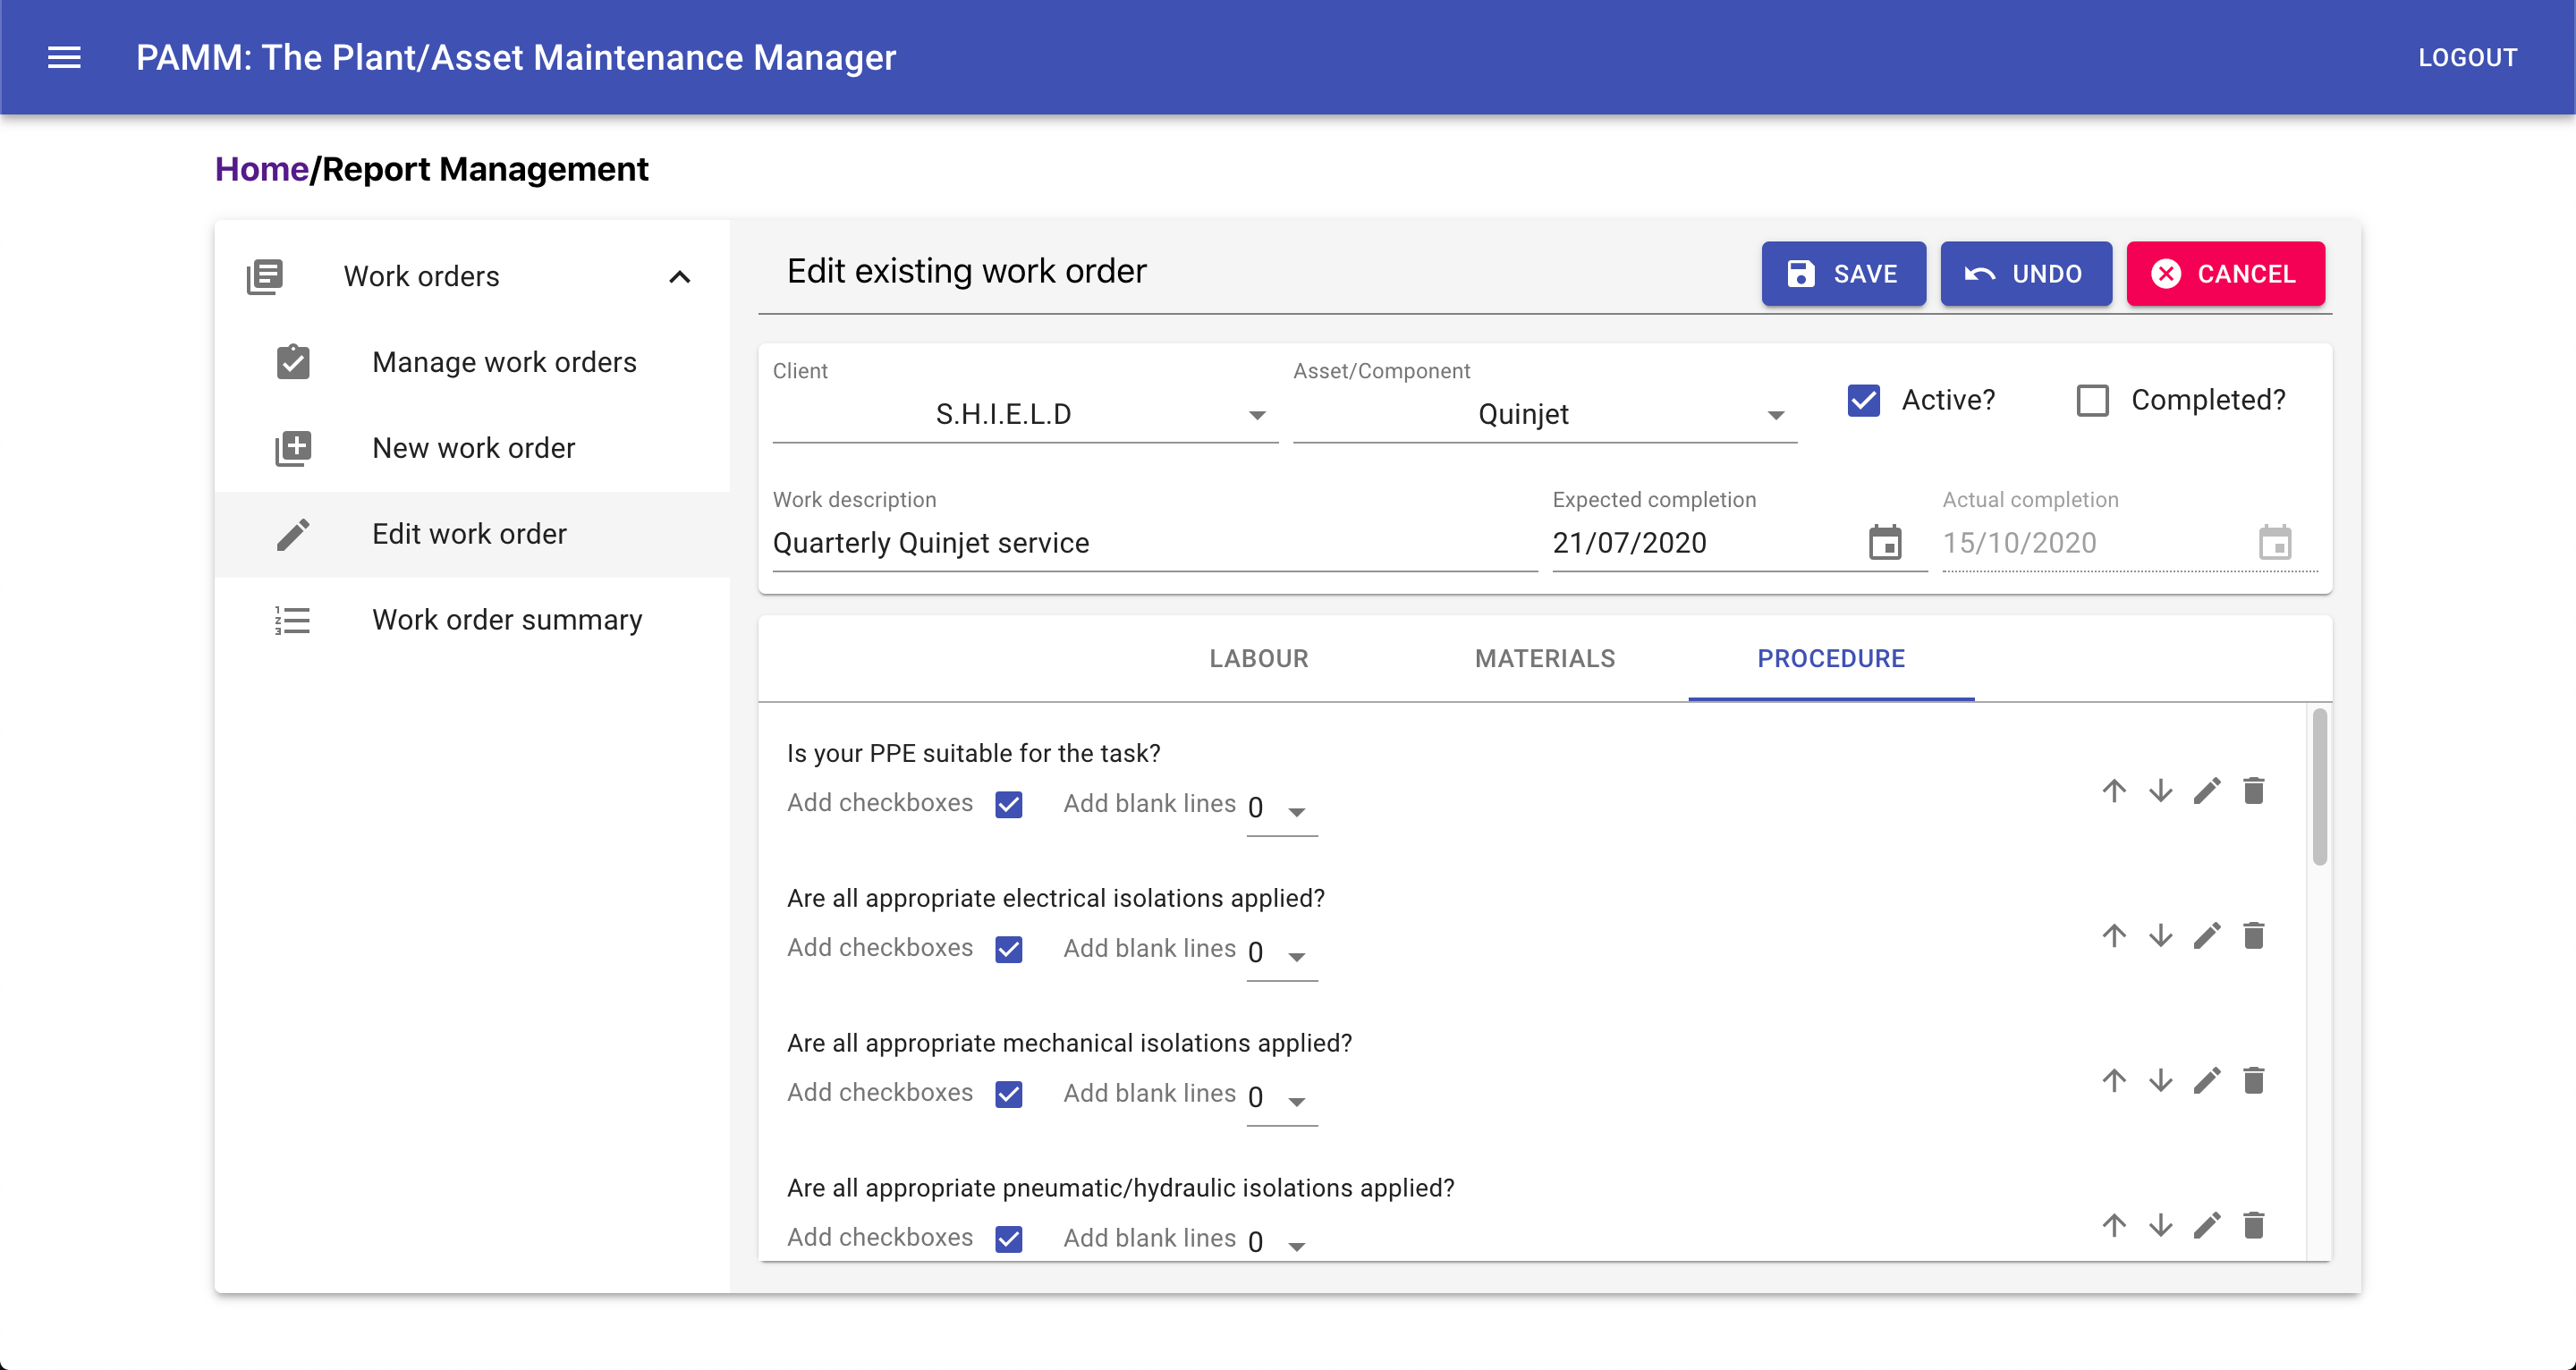 PAMM: The Plant/Asset Maintenance Manager
LOGOUT
Home/Report Management
Work orders
Manage work orders
New work order
Edit work order
Work order summary
Edit existing work order
SAVE
UNDO
CANCEL
Client
S.H.I.E.L.D
Asset/Component
Quinjet
Active?
Completed?
Work description
Quarterly Quinjet service
Expected completion
21/07/2020
Actual completion
15/10/2020
LABOUR
MATERIALS
PROCEDURE
Is your PPE suitable for the task?
Add checkboxes
Add blank lines 0
Are all appropriate electrical isolations applied?
Add checkboxes
Add blank lines 0
Are all appropriate mechanical isolations applied?
Add checkboxes
Add blank lines 0
Are all appropriate pneumatic/hydraulic isolations applied?
Add checkboxes
Add blank lines 0